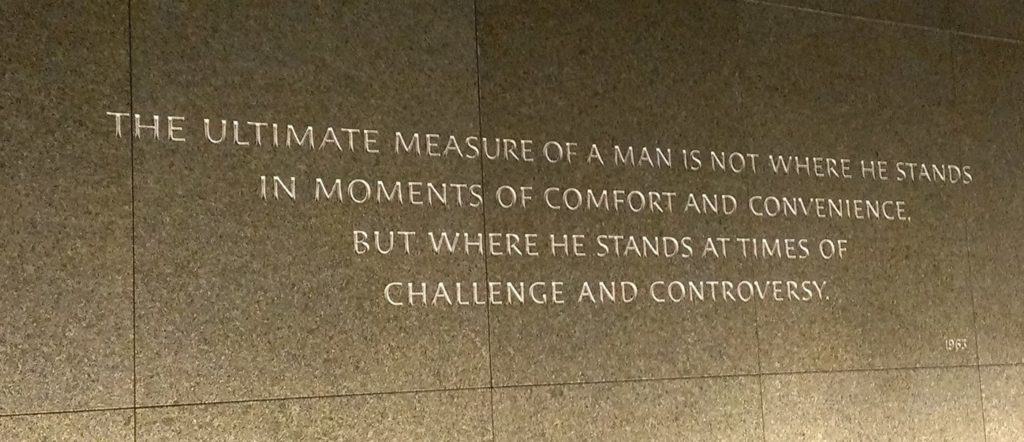 THE ULTIMATE MEASURE OF A MAN IS NOT WHERE HE STANDS
IN MOMENTS OF COMFORT AND CONVENIENCE,
BUT WHERE HE STANDS AT TIMES OF
CHALLENGE AND CONTROVERSY.
1963